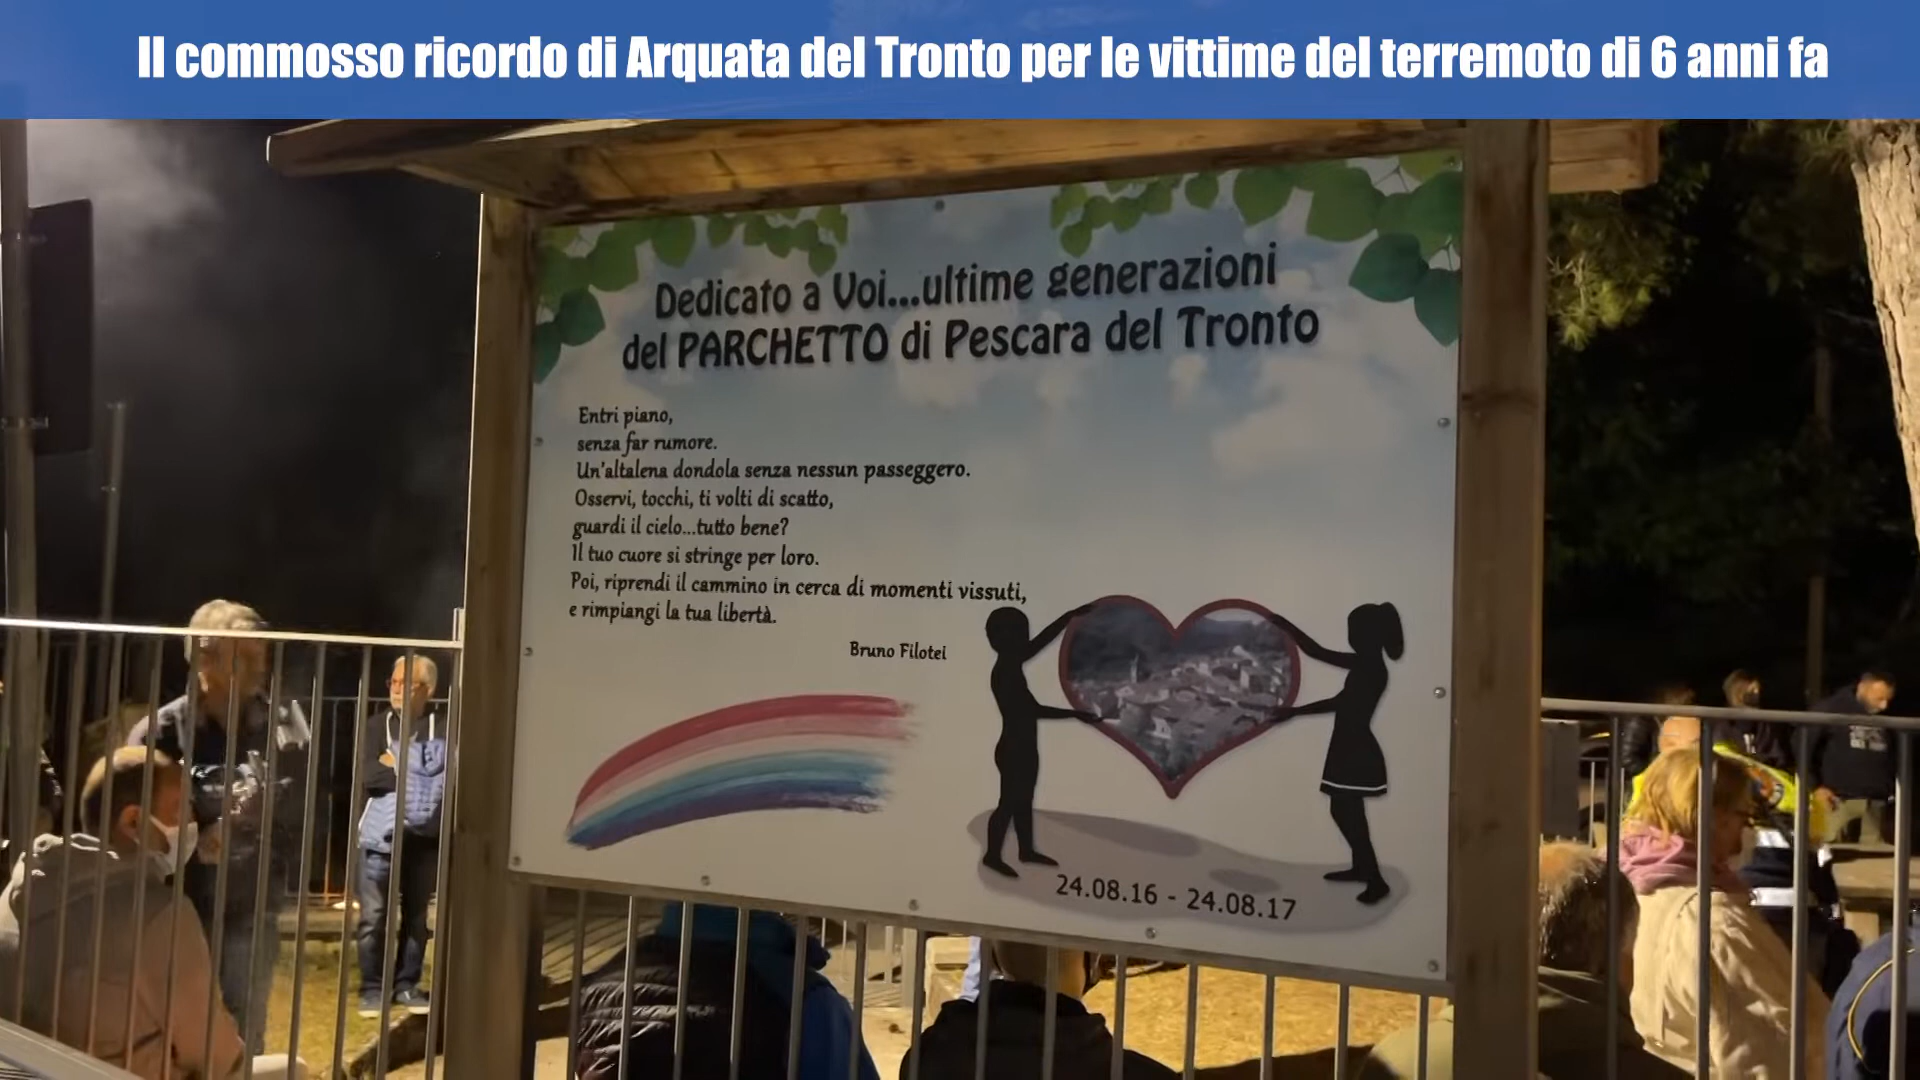 Il commosso ricordo di Arquata del Tronto per le vittime del terremoto di 6 anni fa
Dedicato a Voi...ultime generazioni
del PARCHETTO di Pescara del Tronto
Entri piano,
senza far rumore.
Un'altalena dondola senza nessun passeggero.
Osservi, tocchi, ti volti di scatto,
guardi il cielo...tutto bene?
Il tuo cuore si stringe per loro.
Poi, riprendi il cammino in cerca di momenti vissuti,
e rimpiangi la tua libertà.
Bruno Filotei
24.08.16 - 24.08.17